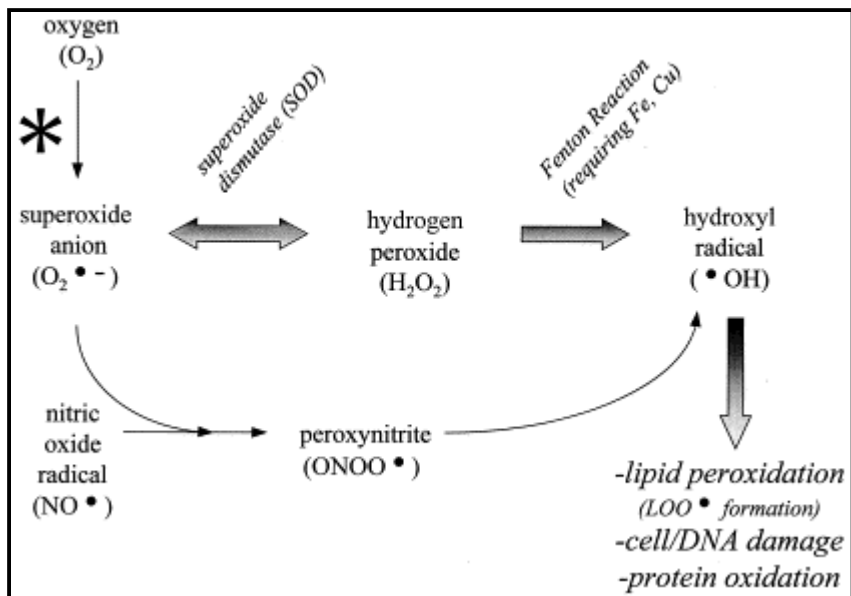 oxygen
(O₂)
*
superoxide
dismutase (SOD)
Fenton Reaction
(requiring Fe, Cu)
superoxide
anion
(O₂ • –)
hydrogen
peroxide
(H₂O₂)
hydroxyl
radical
( • OH)
nitric
oxide
radical
(NO • )
peroxynitrite
(ONOO • )
-lipid peroxidation
(LOO • formation)
-cell/DNA damage
-protein oxidation